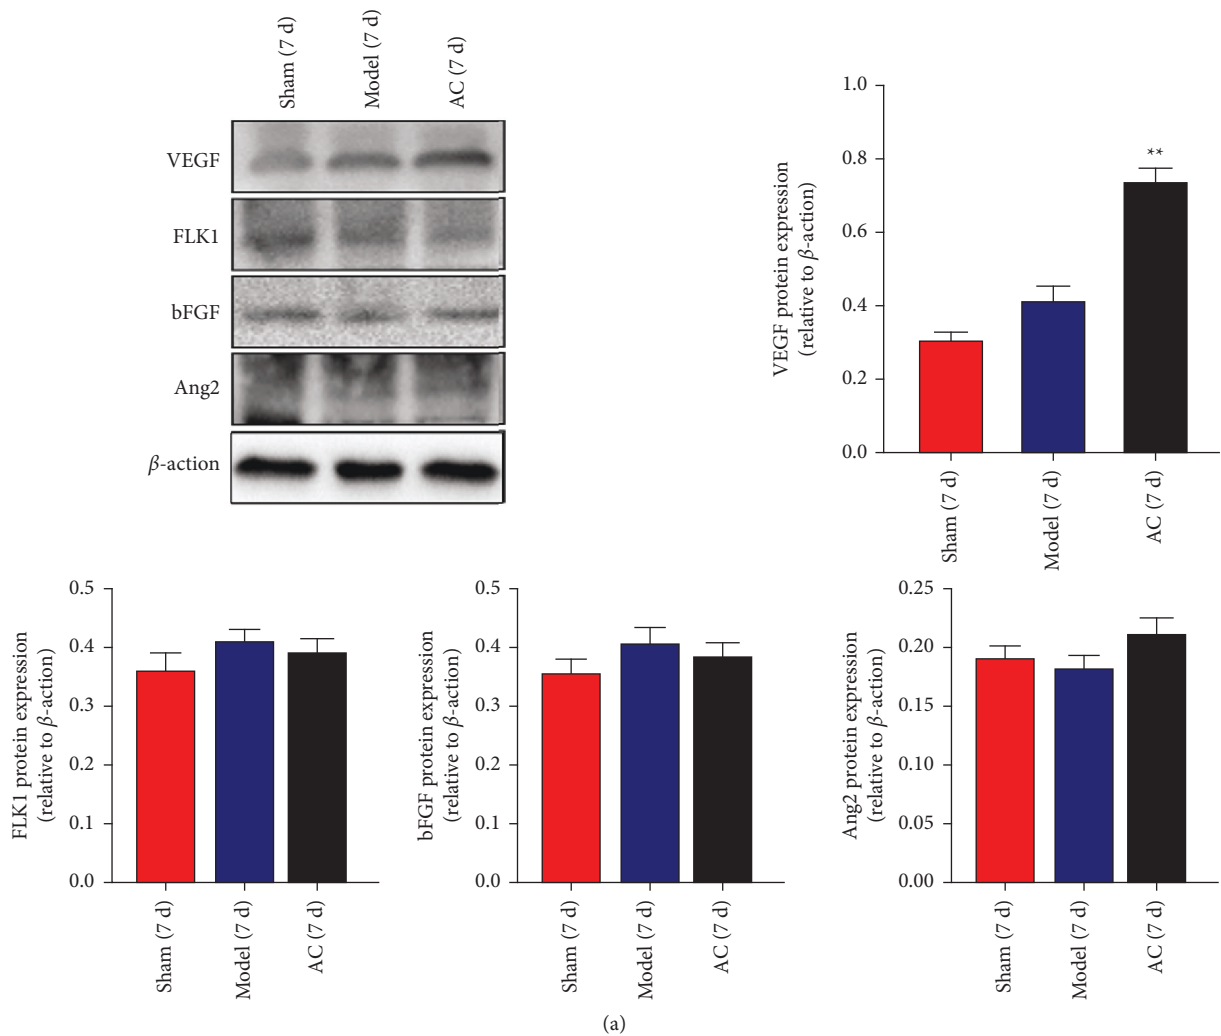 Sham (7 d)
Model (7 d)
AC (7 d)
VEGF
FLK1
bFGF
Ang2
β-action
VEGF protein expression
(relative to β-action)
1.0
0.8
0.6
0.4
0.2
0.0
**
Sham (7 d)
Model (7 d)
AC (7 d)
FLK1 protein expression
(relative to β-action)
0.5
0.4
0.3
0.2
0.1
0.0
Sham (7 d)
Model (7 d)
AC (7 d)
bFGF protein expression
(relative to β-action)
0.5
0.4
0.3
0.2
0.1
0.0
Sham (7 d)
Model (7 d)
AC (7 d)
Ang2 protein expression
(relative to β-action)
0.25
0.20
0.15
0.10
0.05
0.00
Sham (7 d)
Model (7 d)
AC (7 d)
(a)